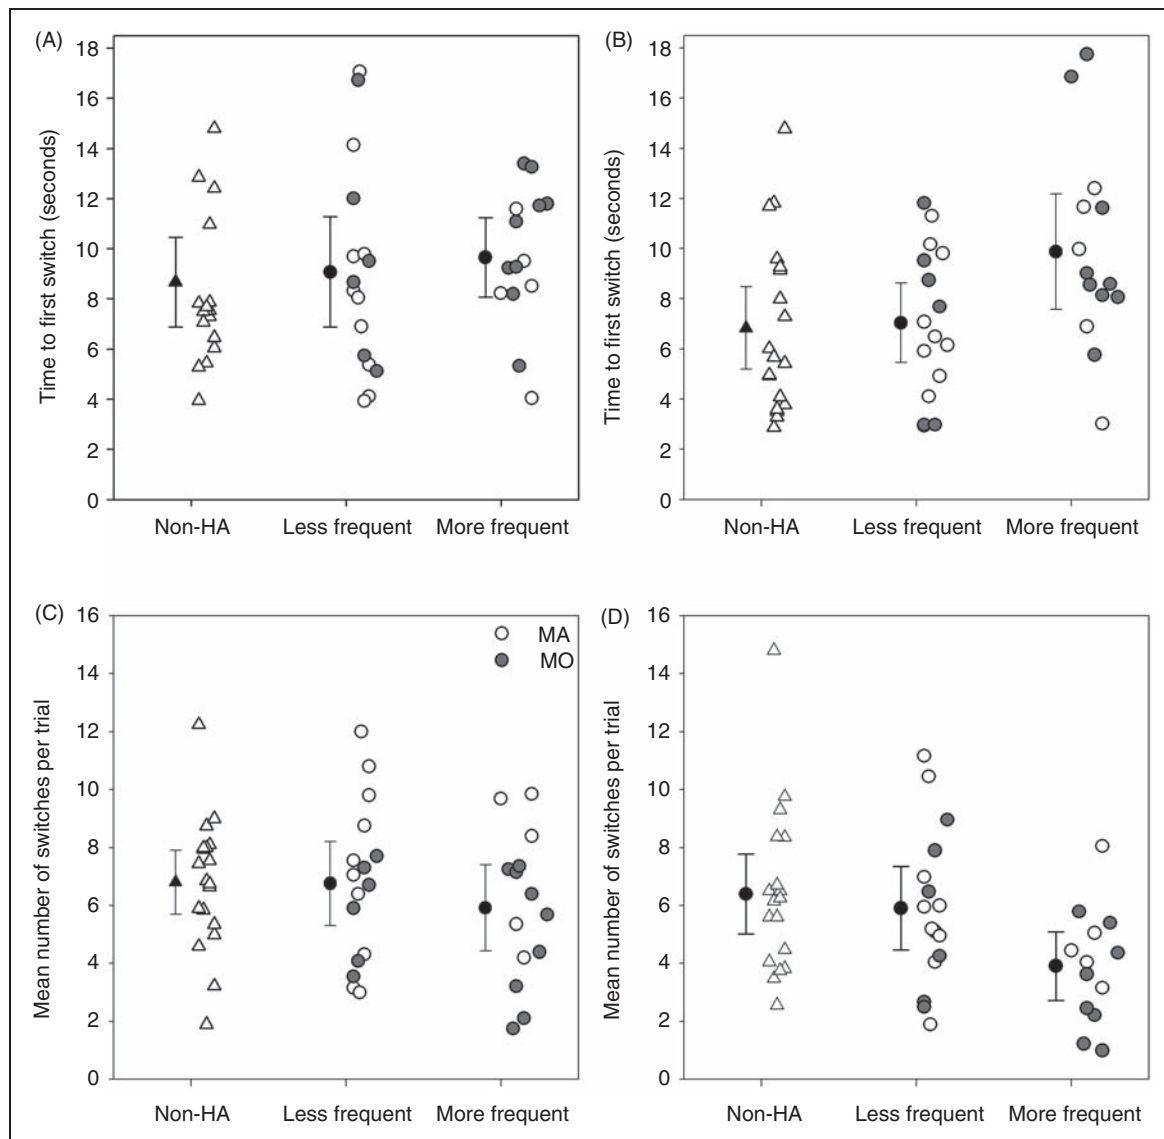 (A)
18
16
14
12
10
8
6
4
2
0
Time to first switch (seconds)
Non-HA Less frequent More frequent
(B)
18
16
14
12
10
8
6
4
2
0
Time to first switch (seconds)
Non-HA Less frequent More frequent
(C)
16
14
12
10
8
6
4
2
0
Mean number of switches per trial
MA
MO
Non-HA Less frequent More frequent
(D)
16
14
12
10
8
6
4
2
0
Mean number of switches per trial
Non-HA Less frequent More frequent